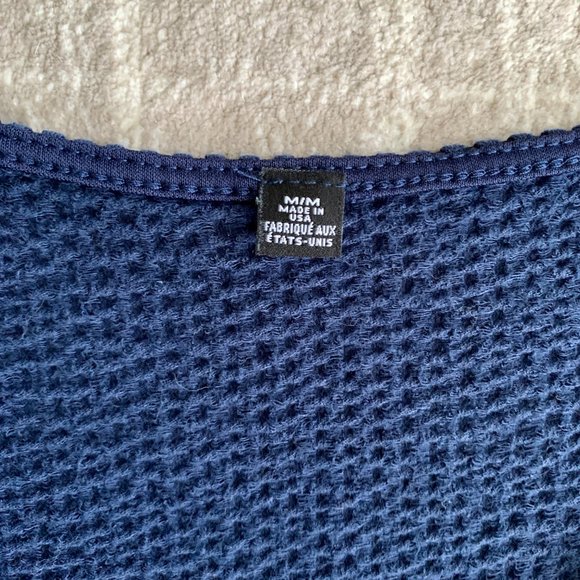 M/M
MADE IN
USA
FABRIQUÉ AUX
ÉTATS-UNIS